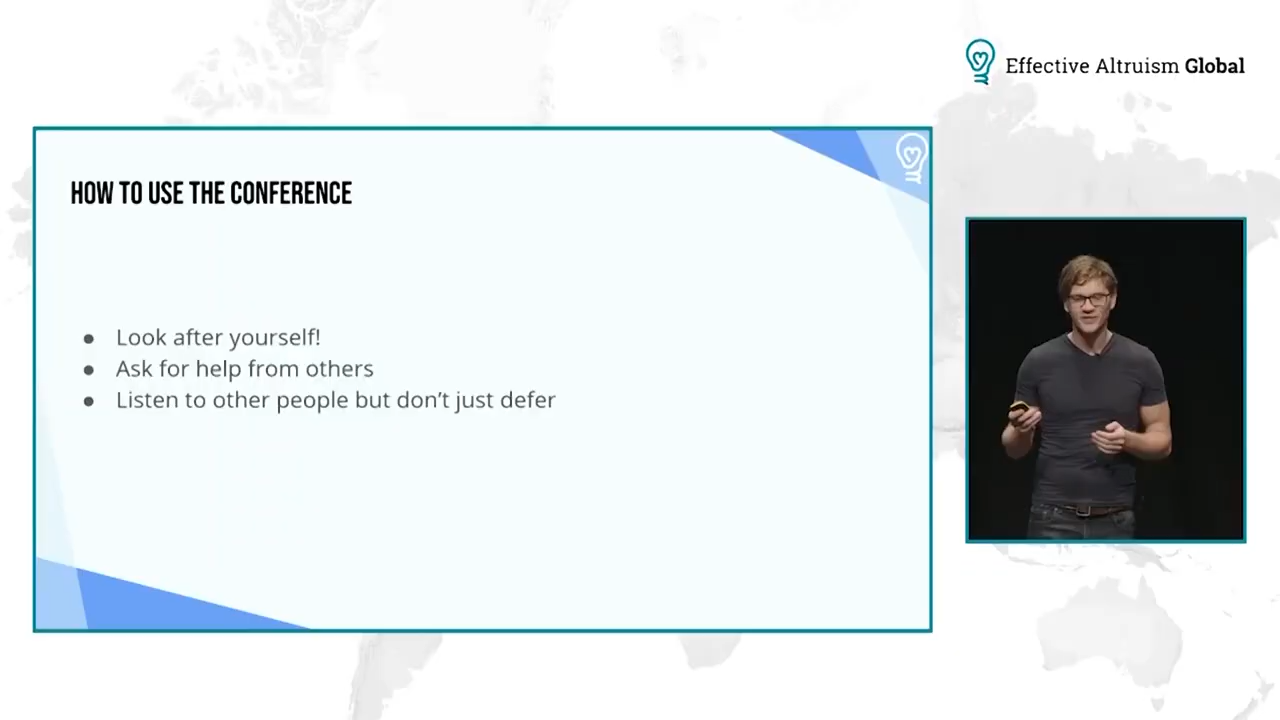 Effective Altruism Global
HOW TO USE THE CONFERENCE
● Look after yourself!
● Ask for help from others
● Listen to other people but don’t just defer